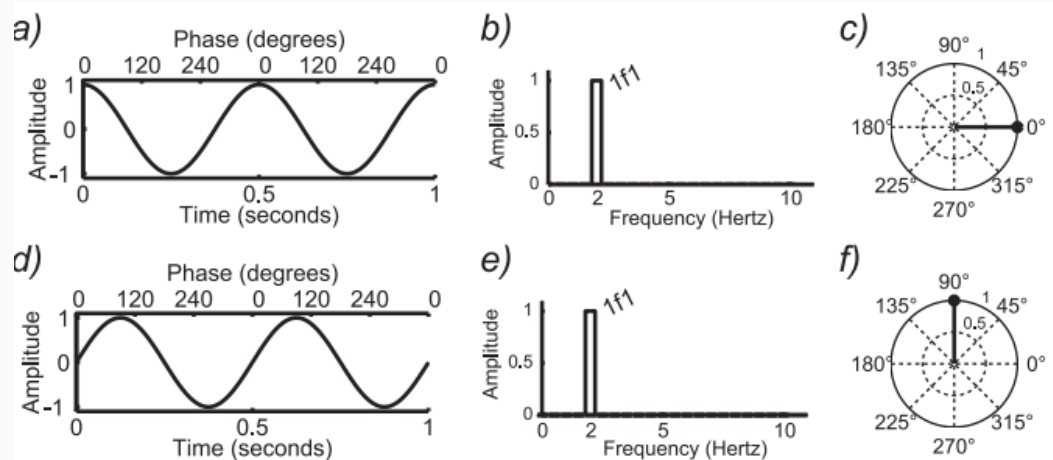 a)
Phase (degrees)
0 120 240 0 120 240 0
Amplitude
1
0
-1
0 0.5 1
Time (seconds)
b)
Amplitude
1
0.5
0
1f1
0 2 5 10
Frequency (Hertz)
c)
90°
135° 1 45°
0.5
180° 0°
225° 315°
270°
d)
Phase (degrees)
0 120 240 0 120 240 0
Amplitude
1
0
-1
0 0.5 1
Time (seconds)
e)
Amplitude
1
0.5
0
1f1
0 2 5 10
Frequency (Hertz)
f)
90°
135° 1 45°
0.5
180° 0°
225° 315°
270°